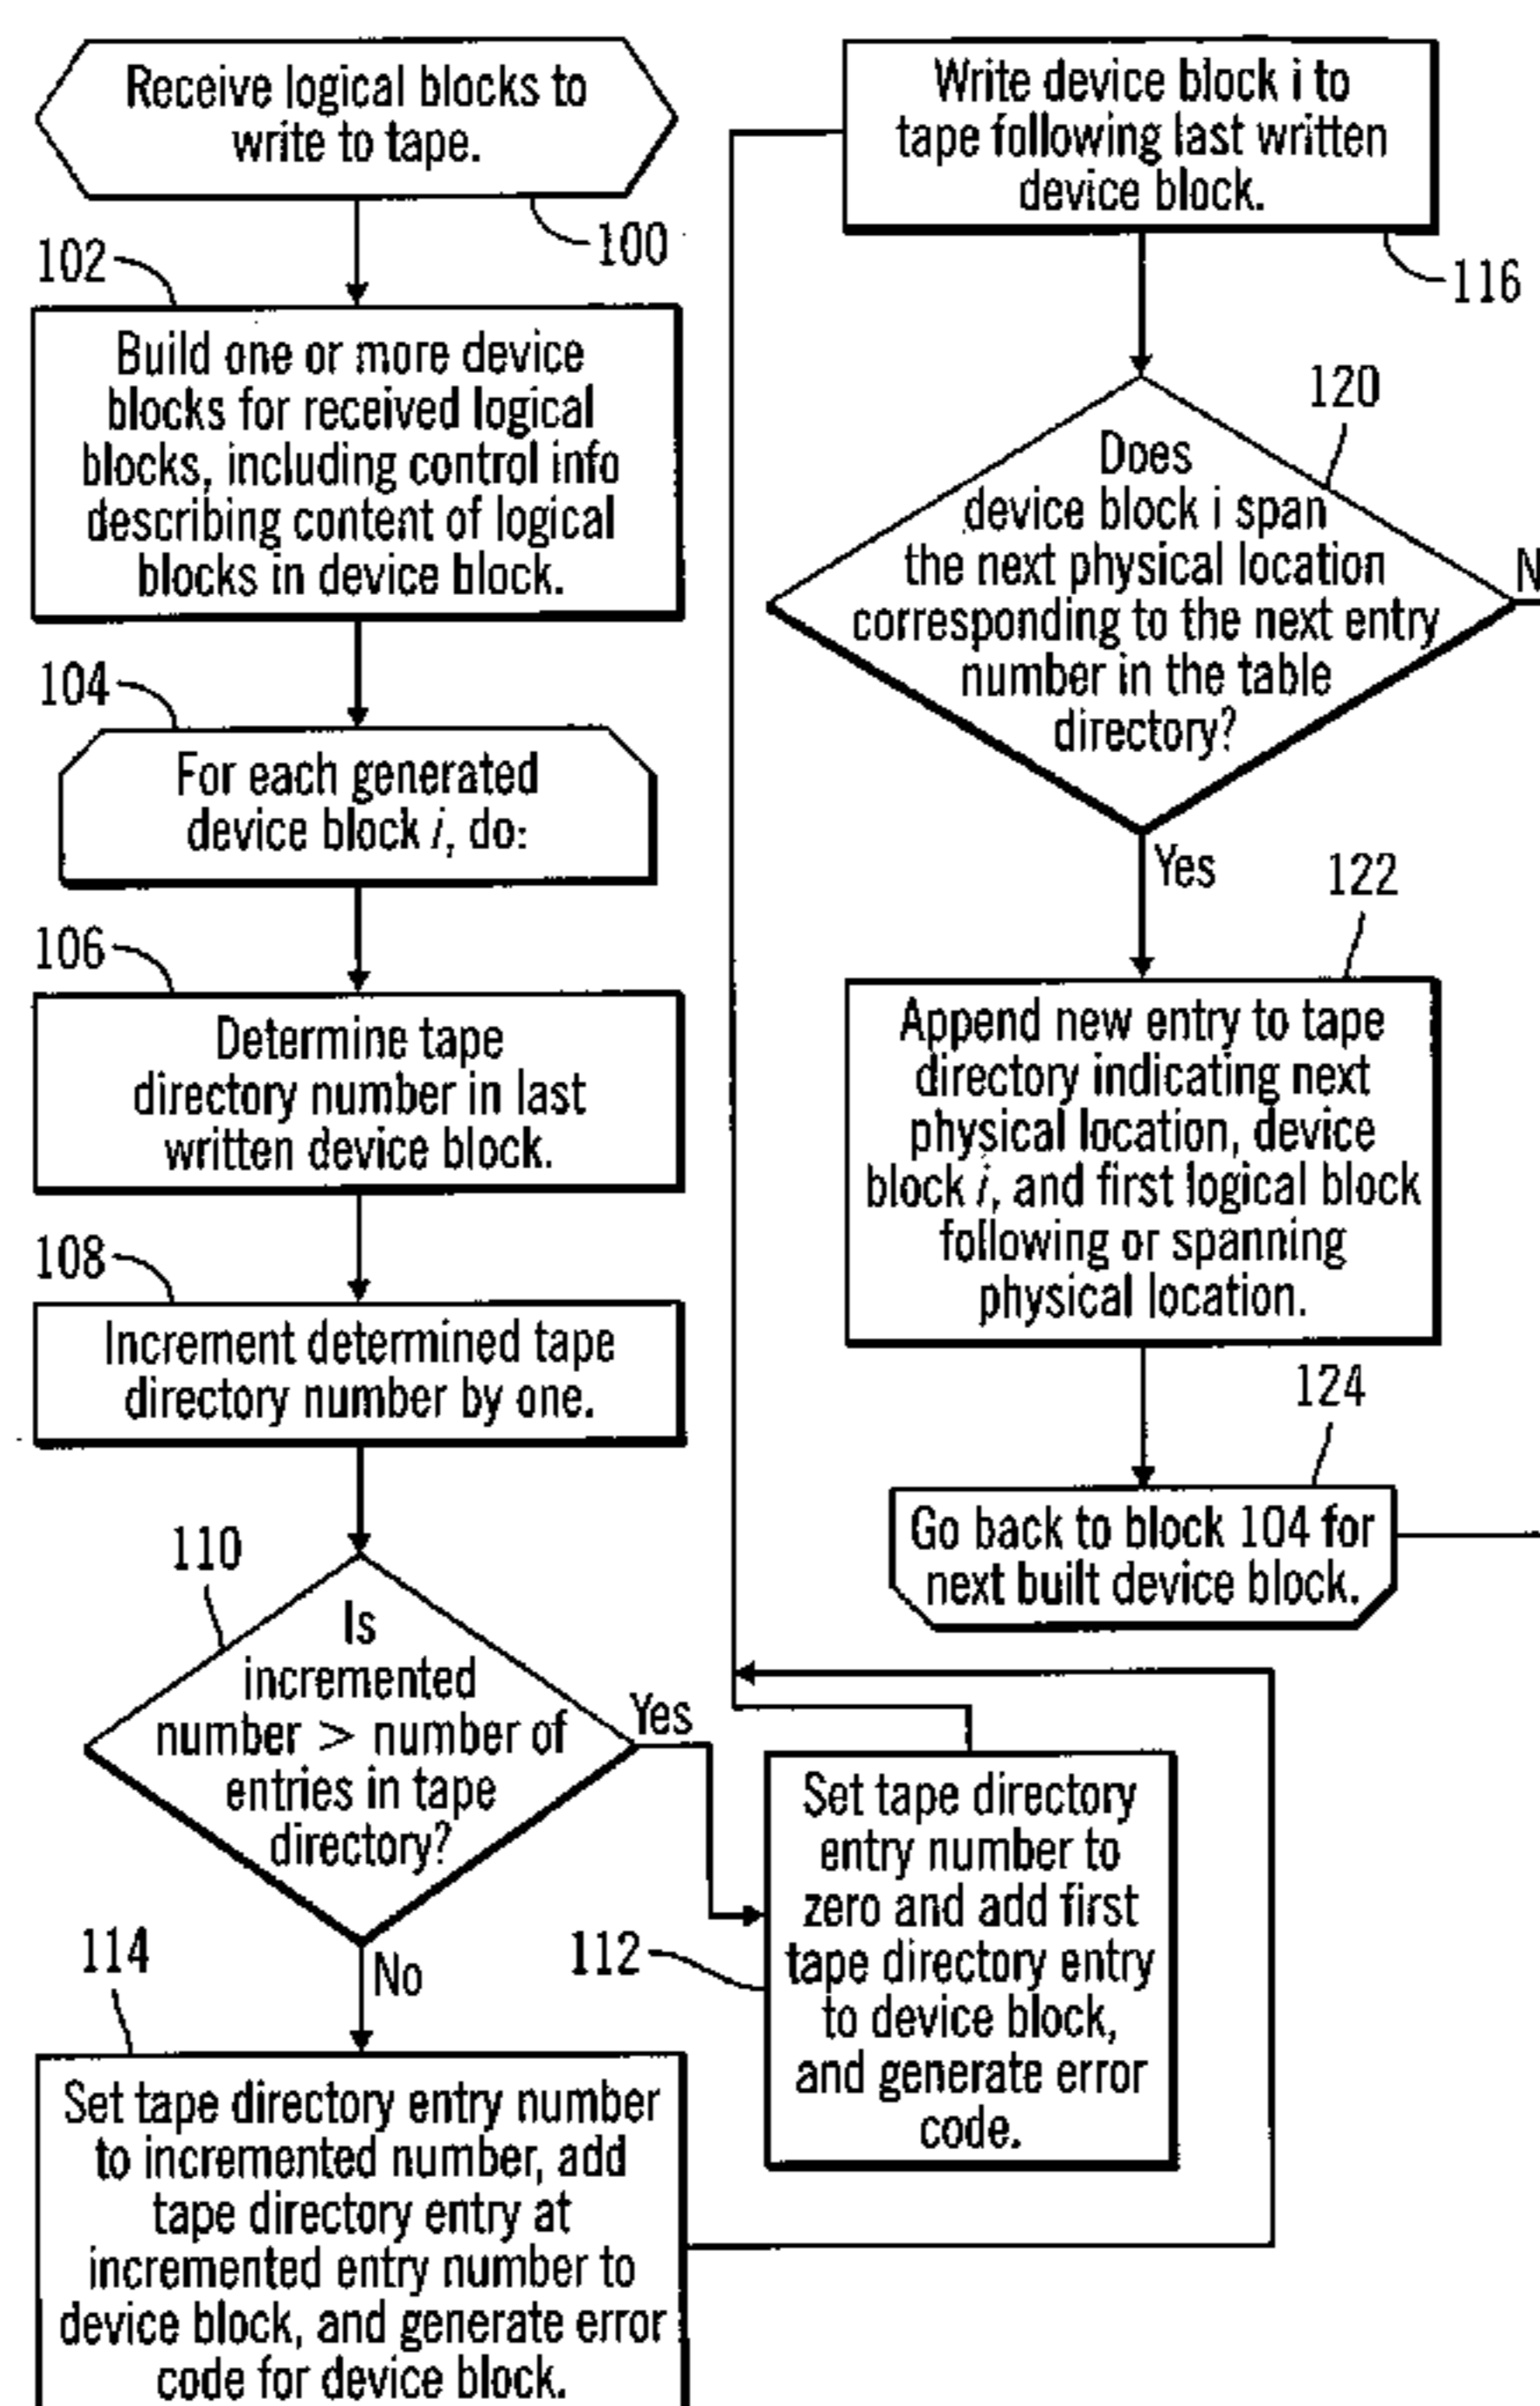 Receive logical blocks to
write to tape.
100
102
Build one or more device
blocks for received logical
blocks, including control info
describing content of logical
blocks in device block.
104
For each generated
device block i, do:
106
Determine tape
directory number in last
written device block.
108
Increment determined tape
directory number by one.
110
Is
incremented
number > number of
entries in tape
directory?
Yes
No
112
Set tape directory
entry number to
zero and add first
tape directory entry
to device block,
and generate error
code.
114
Set tape directory entry number
to incremented number, add
tape directory entry at
incremented entry number to
device block, and generate error
code for device block.
Write device block i to
tape following last written
device block.
116
120
Does
device block i span
the next physical location
corresponding to the next entry
number in the table
directory?
Yes
122
Append new entry to tape
directory indicating next
physical location, device
block i, and first logical block
following or spanning
physical location.
124
Go back to block 104 for
next built device block.